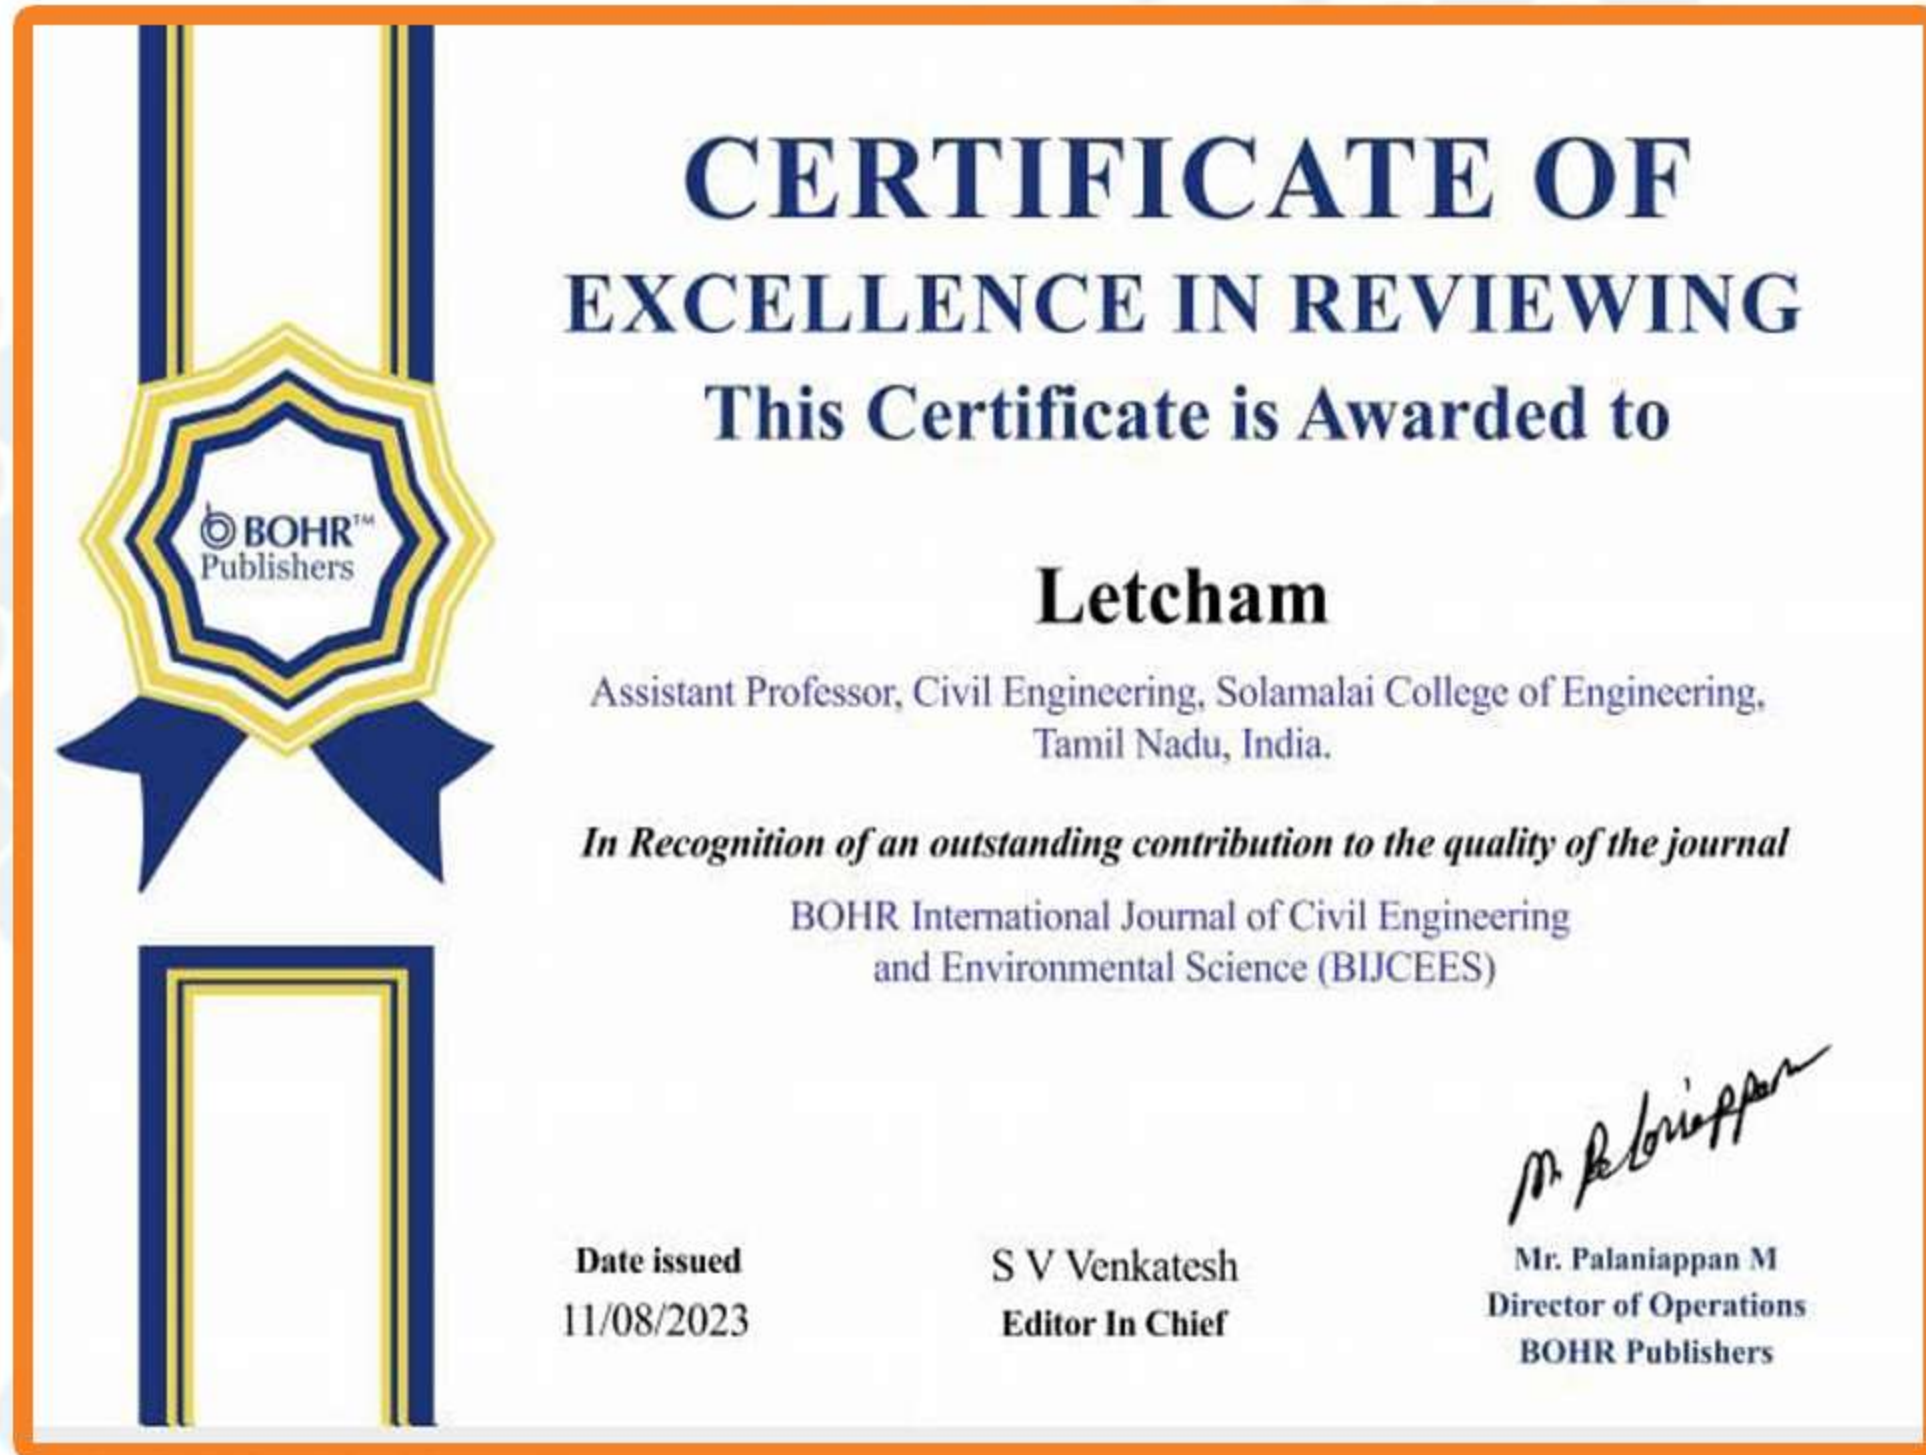 CERTIFICATE OF
EXCELLENCE IN REVIEWING
This Certificate is Awarded to
BOHR™
Publishers
Letcham
Assistant Professor, Civil Engineering, Solamalai College of Engineering,
Tamil Nadu, India.
In Recognition of an outstanding contribution to the quality of the journal
BOHR International Journal of Civil Engineering
and Environmental Science (BIJCEES)
Date issued
11/08/2023
S V Venkatesh
Editor In Chief
Mr. Palaniappan M
Director of Operations
BOHR Publishers